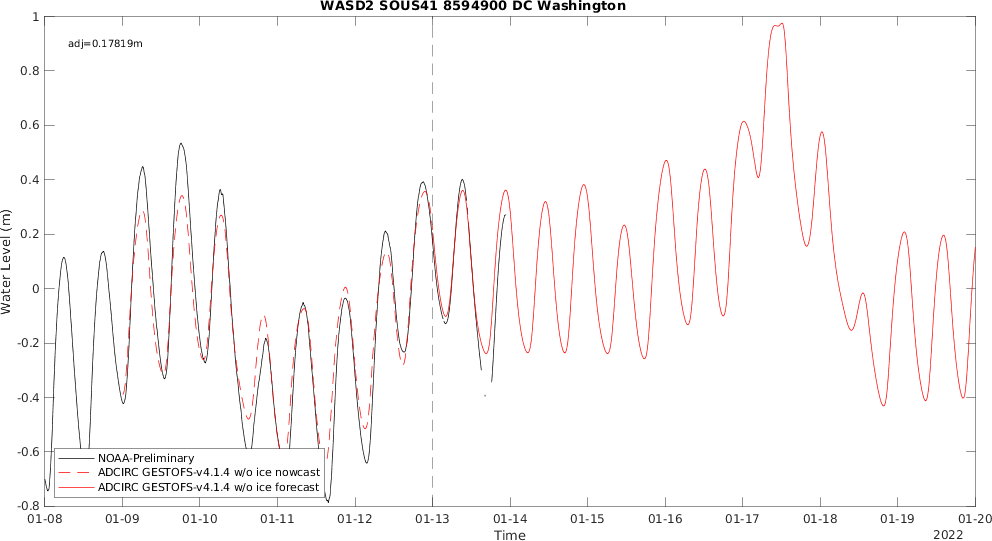 WASD2 SOUS41 8594900 DC Washington
adj=0.17819m
1
0.8
0.6
0.4
0.2
0
-0.2
-0.4
-0.6
-0.8
Water Level (m)
NOAA-Preliminary
ADCIRC GESTOFS-v4.1.4 w/o ice nowcast
ADCIRC GESTOFS-v4.1.4 w/o ice forecast
01-08 01-09 01-10 01-11 01-12 01-13 01-14 01-15 01-16 01-17 01-18 01-19 01-20
Time
2022